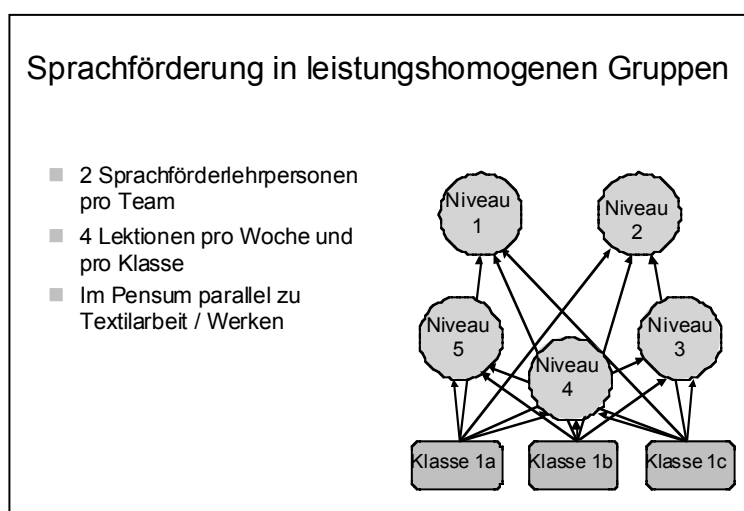 Sprachförderung in leistungshomogenen Gruppen
2 Sprachförderlehrpersonen
pro Team
4 Lektionen pro Woche und
pro Klasse
Im Pensum parallel zu
Textilarbeit / Werken
Niveau
1
Niveau
2
Niveau
5
Niveau
4
Niveau
3
Klasse 1a
Klasse 1b
Klasse 1c